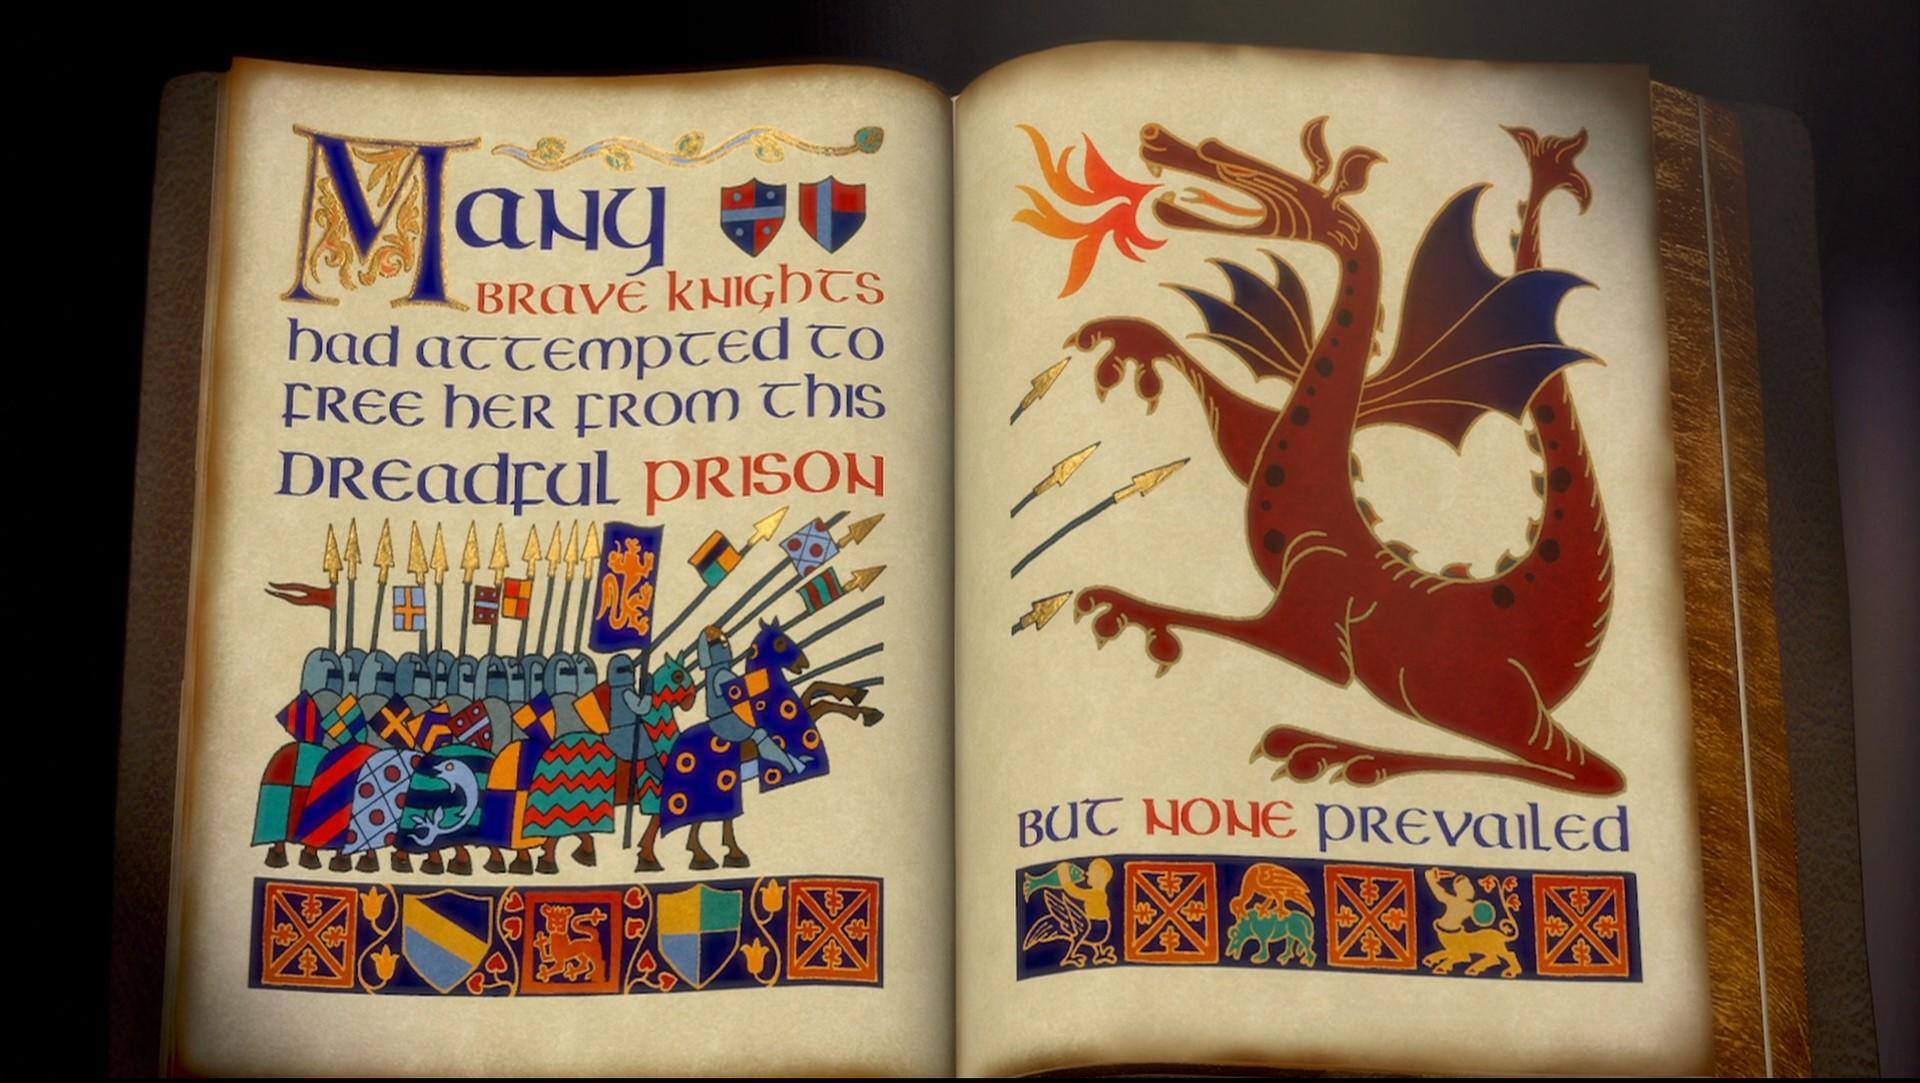 Many
BRAVE KNIGHTS
had attempted to
FREE HER FROM THIS
DREADFUL PRISON
BUT NONE PREVAILED